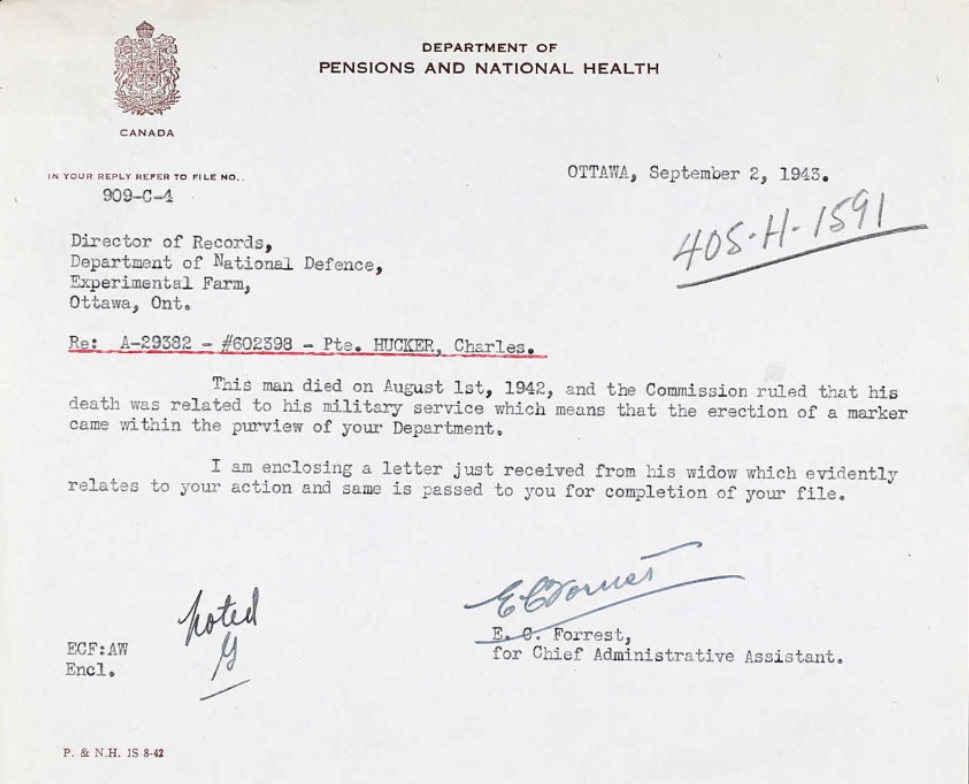 DEPARTMENT OF
PENSIONS AND NATIONAL HEALTH
CANADA
IN YOUR REPLY REFER TO FILE NO..
909-C-4
OTTAWA, September 2, 1943.
405-H-1591
Director of Records,
Department of National Defence,
Experimental Farm,
Ottawa, Ont.
Re: A-29382 - #602398 - Pte. HUCKER, Charles.
This man died on August 1st, 1942, and the Commission ruled that his
death was related to his military service which means that the erection of a marker
came within the purview of your Department.
I am enclosing a letter just received from his widow which evidently
relates to your action and same is passed to you for completion of your file.
noted
E C Forrest
E. C. Forrest,
for Chief Administrative Assistant.
ECF:AW
Encl.
P. & N.H. 1S 8-42